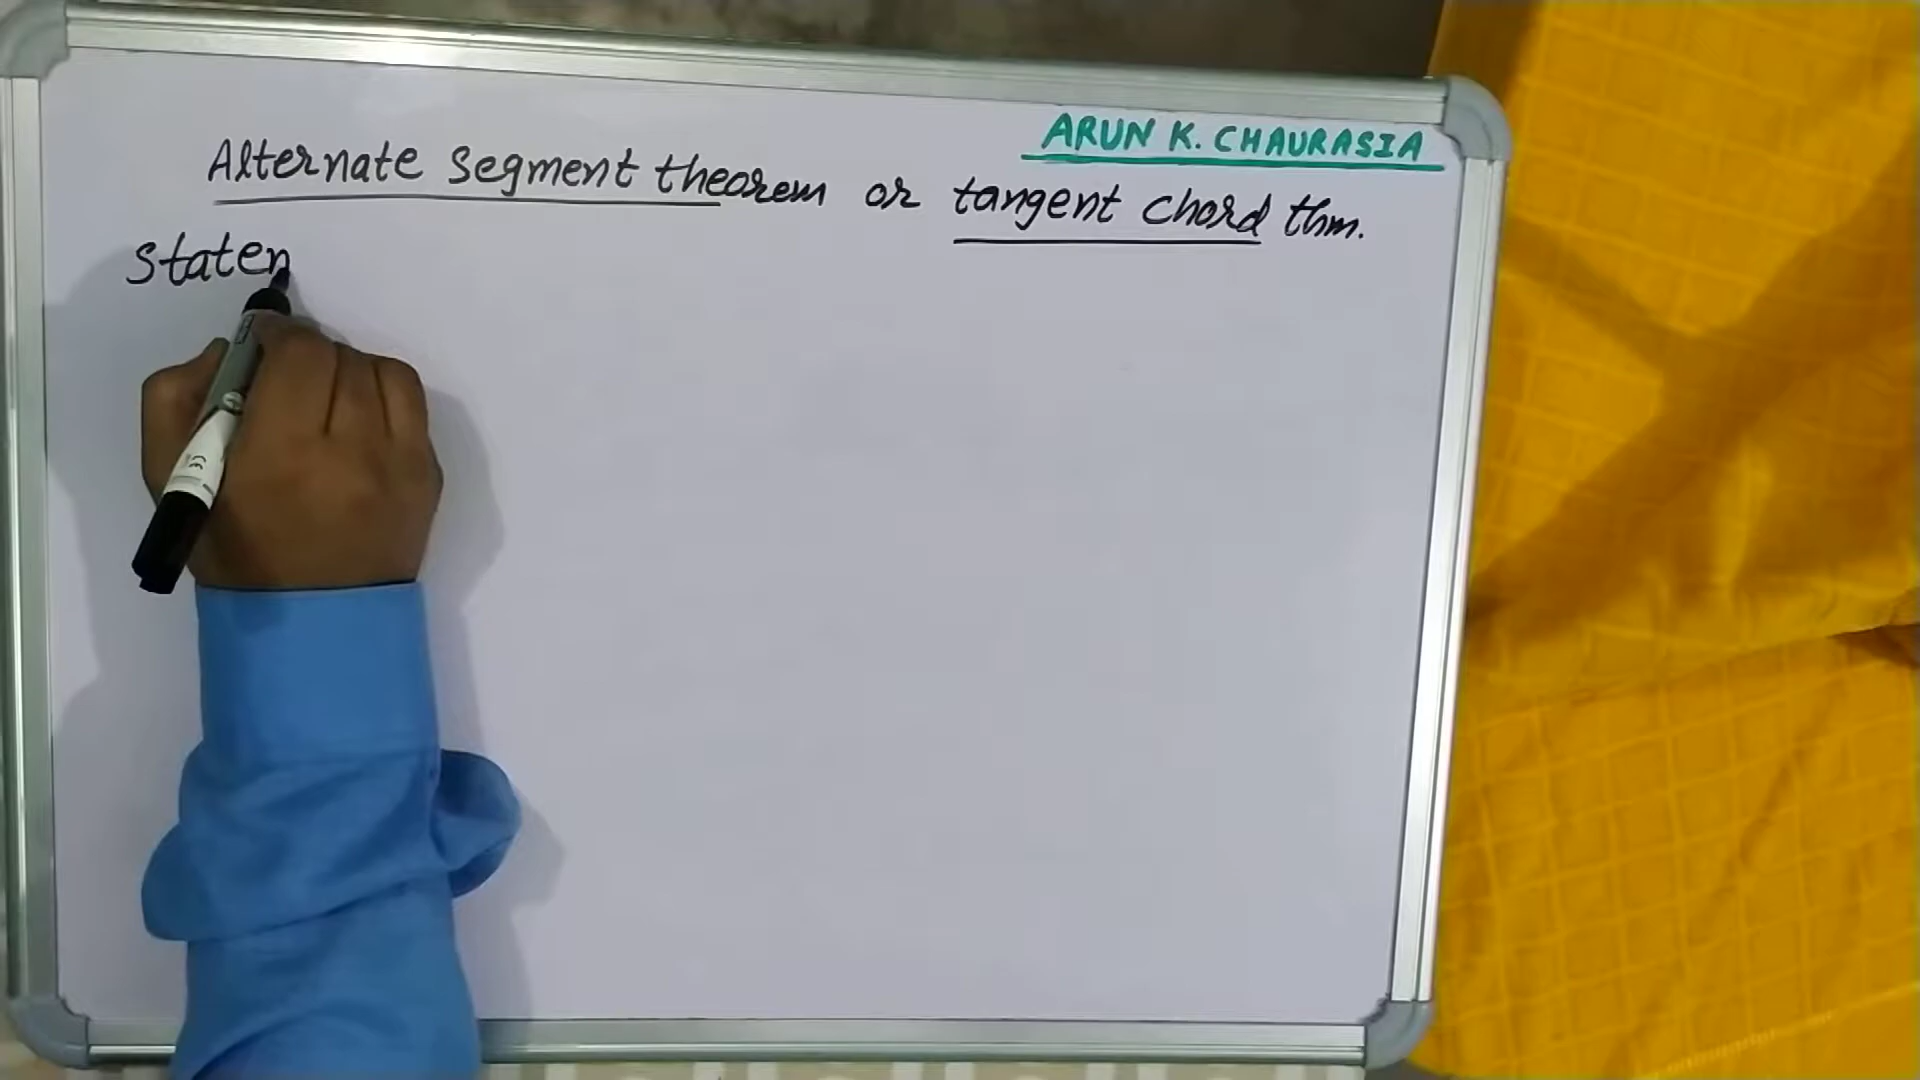 ARUN K. CHAURASIA
Alternate segment theorem or tangent chord thm.
Staten